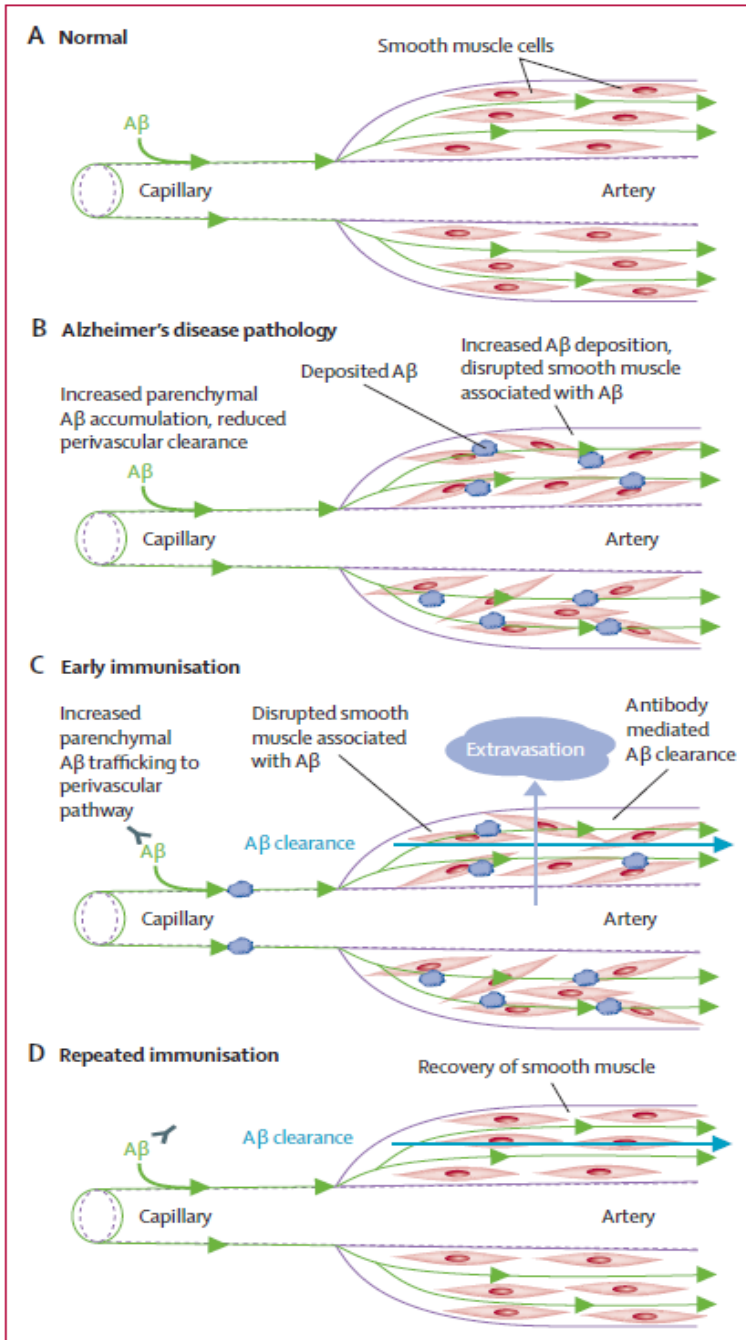 A Normal
Smooth muscle cells
Aβ
Capillary
Artery
B Alzheimer's disease pathology
Increased parenchymal
Aβ accumulation, reduced
perivascular clearance
Deposited Aβ
Increased Aβ deposition,
disrupted smooth muscle
associated with Aβ
Aβ
Capillary
Artery
C Early immunisation
Increased
parenchymal
Aβ trafficking to
perivascular
pathway
Disrupted smooth
muscle associated
with Aβ
Extravasation
Antibody
mediated
Aβ clearance
Aβ
Aβ clearance
Capillary
Artery
D Repeated immunisation
Recovery of smooth muscle
Aβ
Aβ clearance
Capillary
Artery